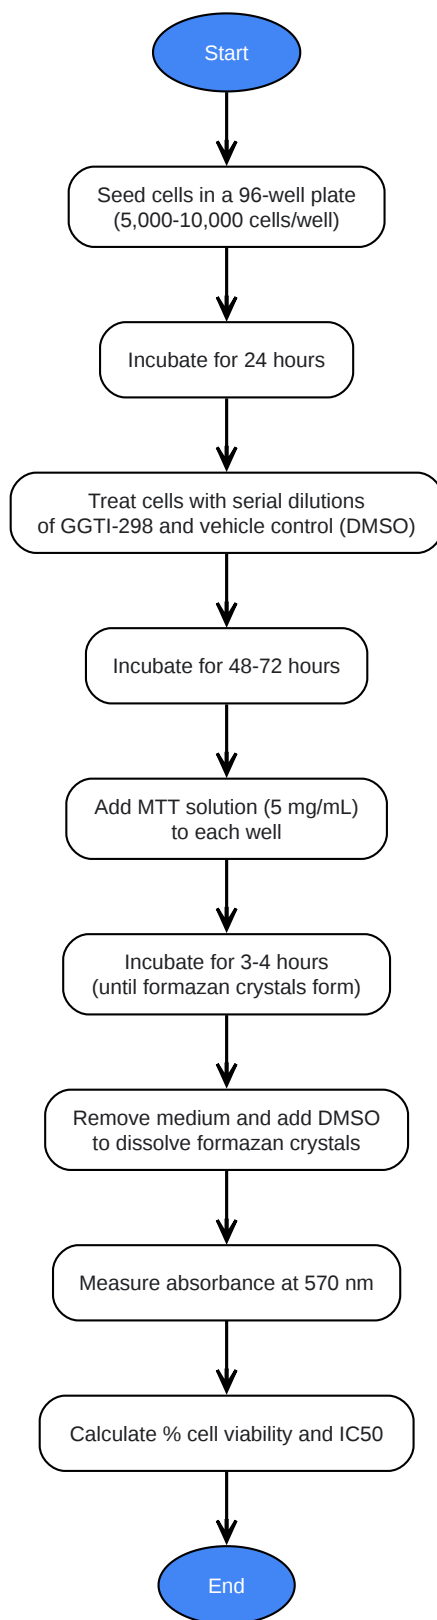 Start
Seed cells in a 96-well plate
(5,000-10,000 cells/well)
Incubate for 24 hours
Treat cells with serial dilutions
of GGTI-298 and vehicle control (DMSO)
Incubate for 48-72 hours
Add MTT solution (5 mg/mL)
to each well
Incubate for 3-4 hours
(until formazan crystals form)
Remove medium and add DMSO
to dissolve formazan crystals
Measure absorbance at 570 nm
Calculate % cell viability and IC50
End